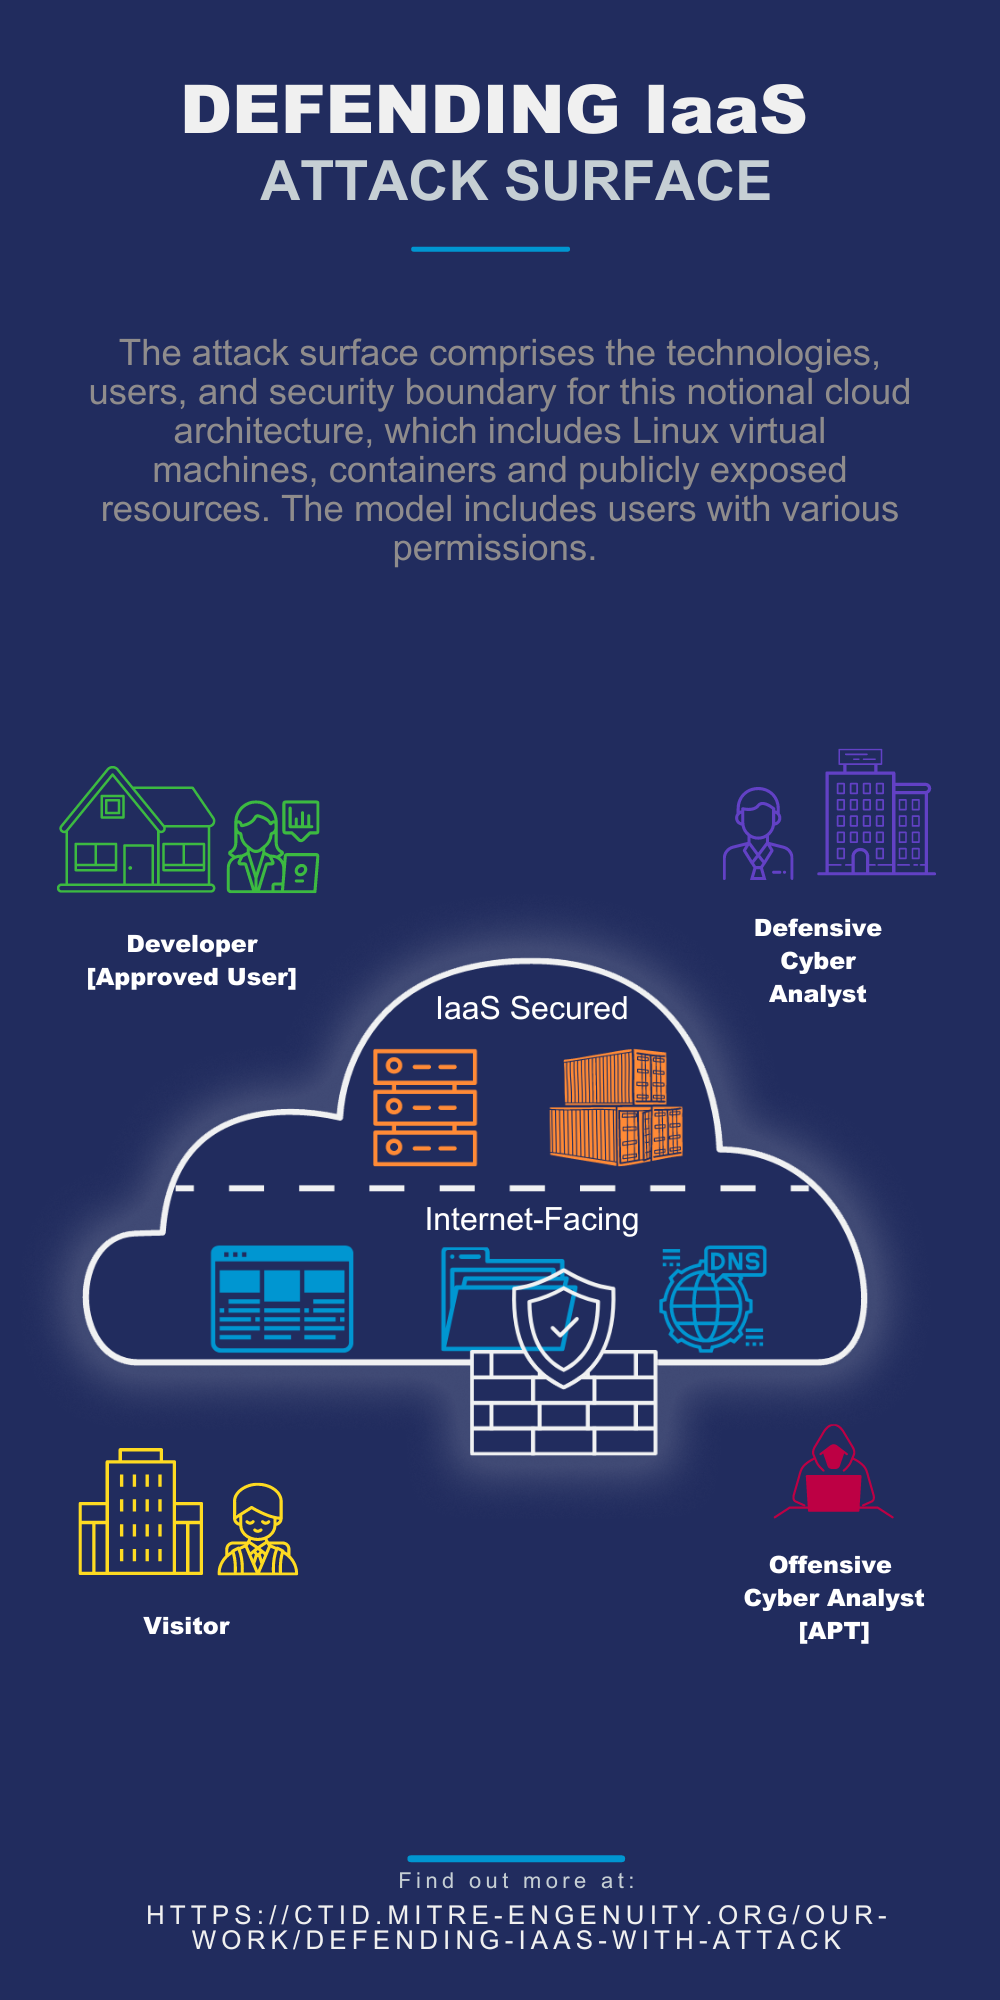 DEFENDING IaaS
ATTACK SURFACE
The attack surface comprises the technologies,
users, and security boundary for this notional cloud
architecture, which includes Linux virtual
machines, containers and publicly exposed
resources. The model includes users with various
permissions.
Developer
[Approved User]
Defensive
Cyber
Analyst
IaaS Secured
Internet-Facing
DNS
Visitor
Offensive
Cyber Analyst
[APT]
Find out more at:
HTTPS://CTID.MITRE-ENGENUITY.ORG/OUR-
WORK/DEFENDING-IAAS-WITH-ATTACK